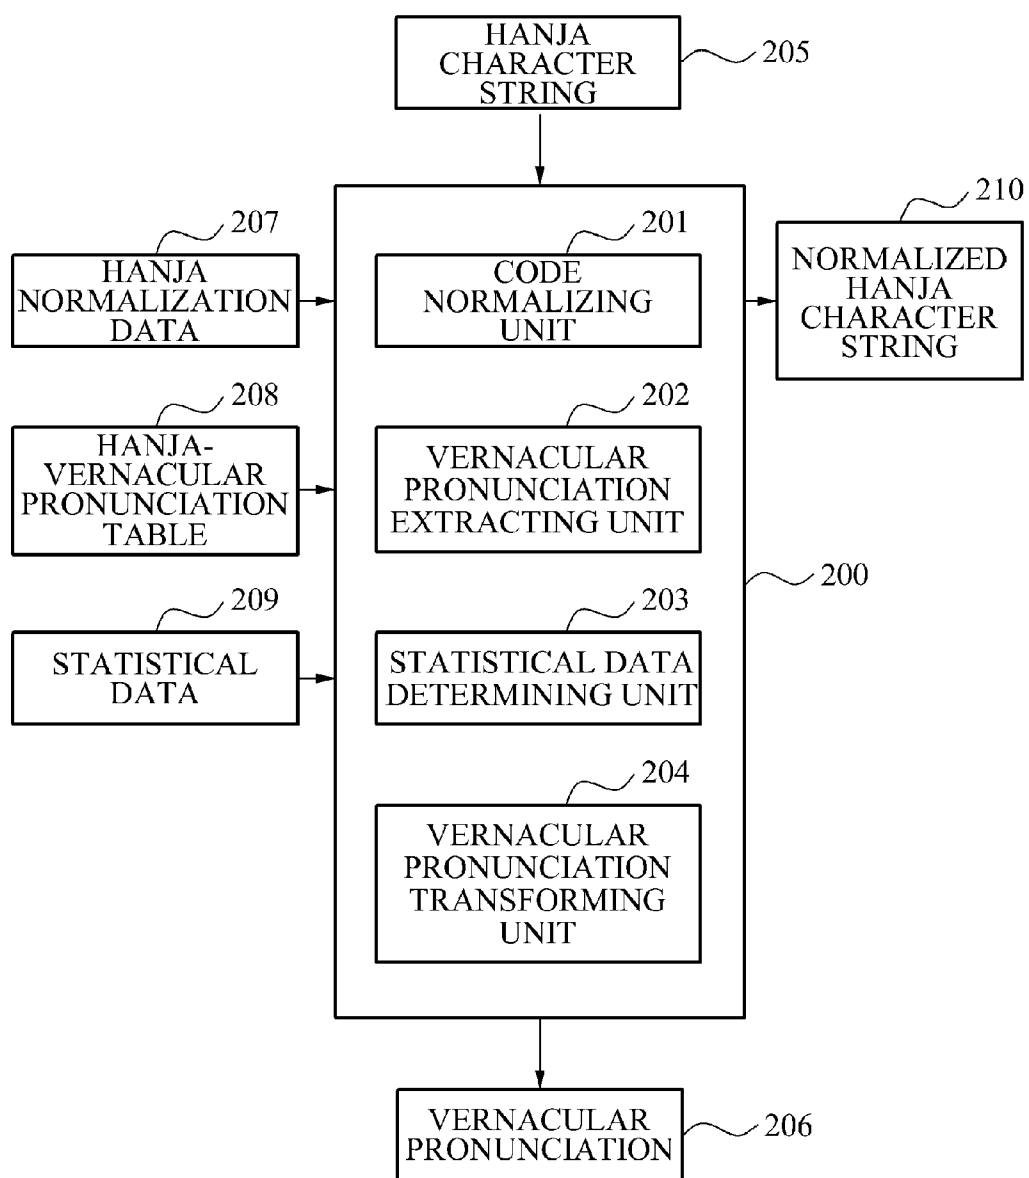 HANJA
CHARACTER
STRING
205
207
HANJA
NORMALIZATION
DATA
201
CODE
NORMALIZING
UNIT
210
NORMALIZED
HANJA
CHARACTER
STRING
208
HANJA-
VERNACULAR
PRONUNCIATION
TABLE
202
VERNACULAR
PRONUNCIATION
EXTRACTING UNIT
200
209
STATISTICAL
DATA
203
STATISTICAL DATA
DETERMINING UNIT
204
VERNACULAR
PRONUNCIATION
TRANSFORMING
UNIT
VERNACULAR
PRONUNCIATION
206